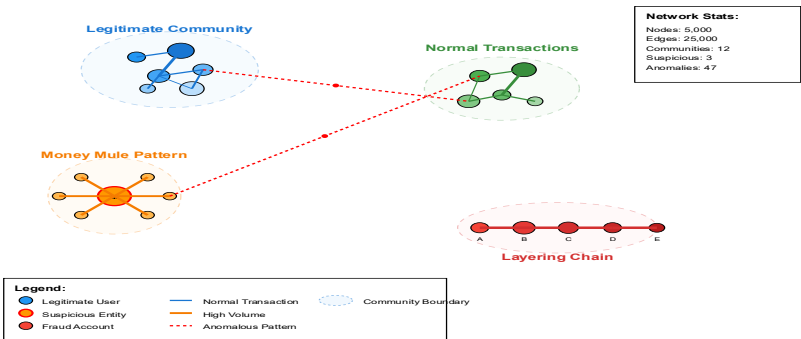 Legitimate Community
Normal Transactions
Network Stats:
Nodes: 5,000
Edges: 25,000
Communities: 12
Suspicious: 3
Anomalies: 47
Money Mule Pattern
A B C D E
Layering Chain
Legend:
Legitimate User Normal Transaction Community Boundary
Suspicious Entity High Volume
Fraud Account Anomalous Pattern